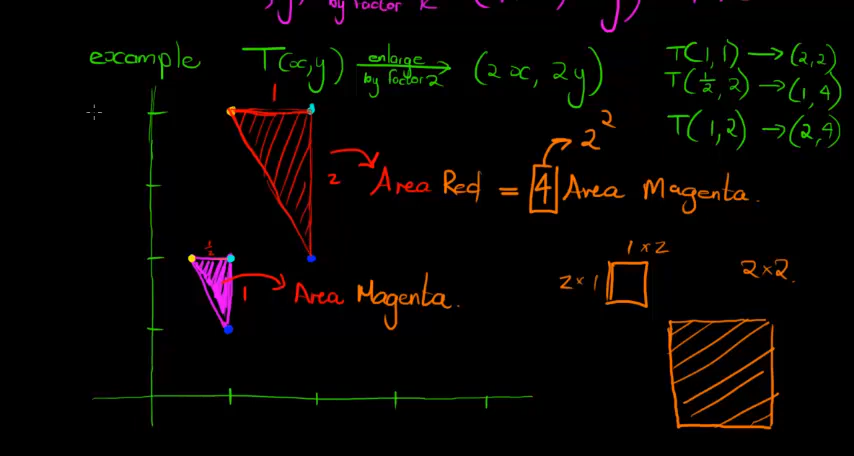 by factor k
example T(x,y) enlarge by factor 2 (2x, 2y)
T(1,1) → (2,2)
T(1/2, 2) → (1,4)
T(1,2) → (2,4)
1
2
Area Red = 4 Area Magenta.
2²
1/2
1
Area Magenta.
1×2
2×1
2×2.